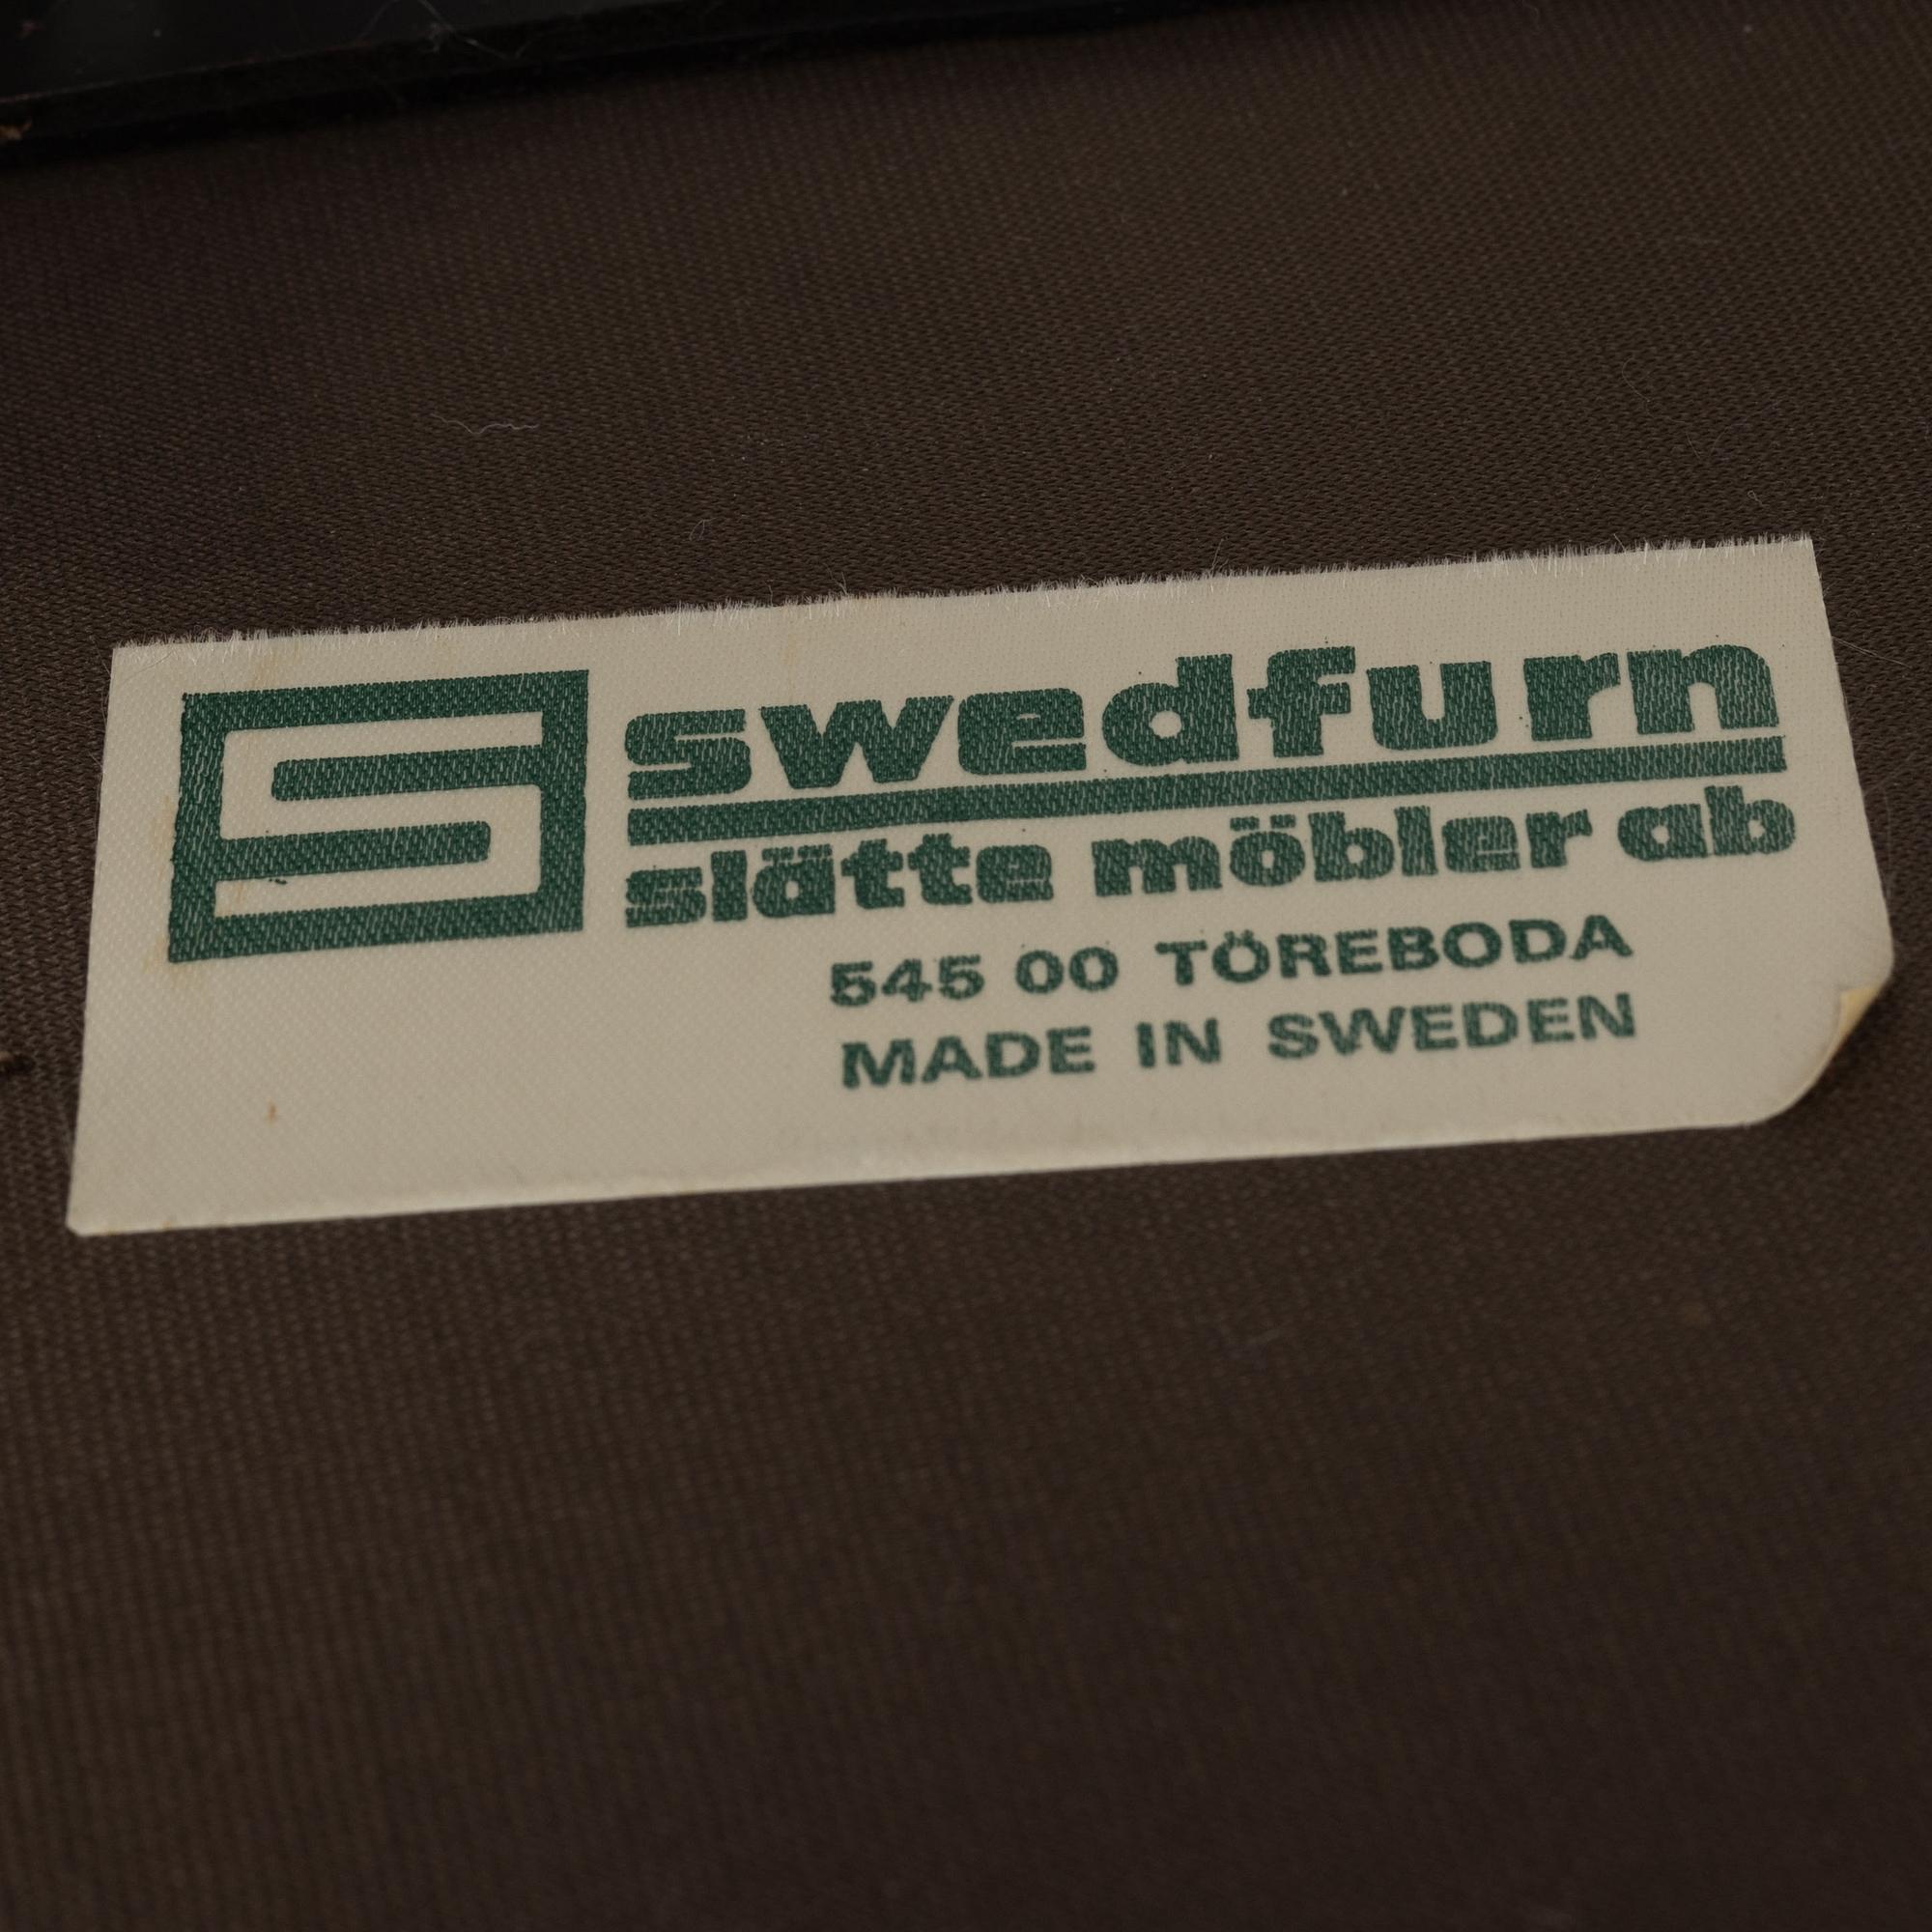 swedfurn
slätte möbler ab
545 00 TÖREBODA
MADE IN SWEDEN